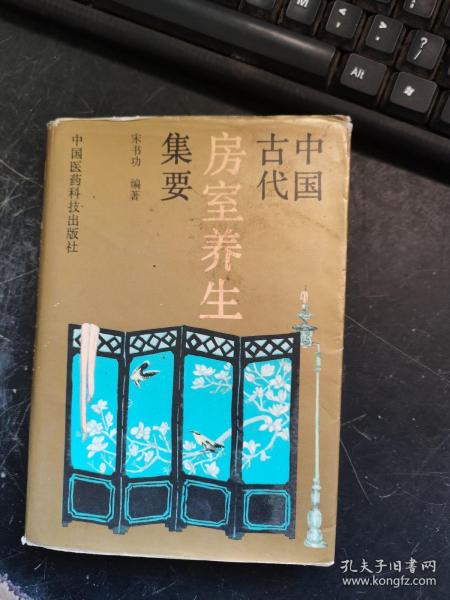 中国
古代
房室养生
集要
宋书功 编著
中国医药科技出版社
Alt
?
/
孔夫子旧书网
www.kongfz.com